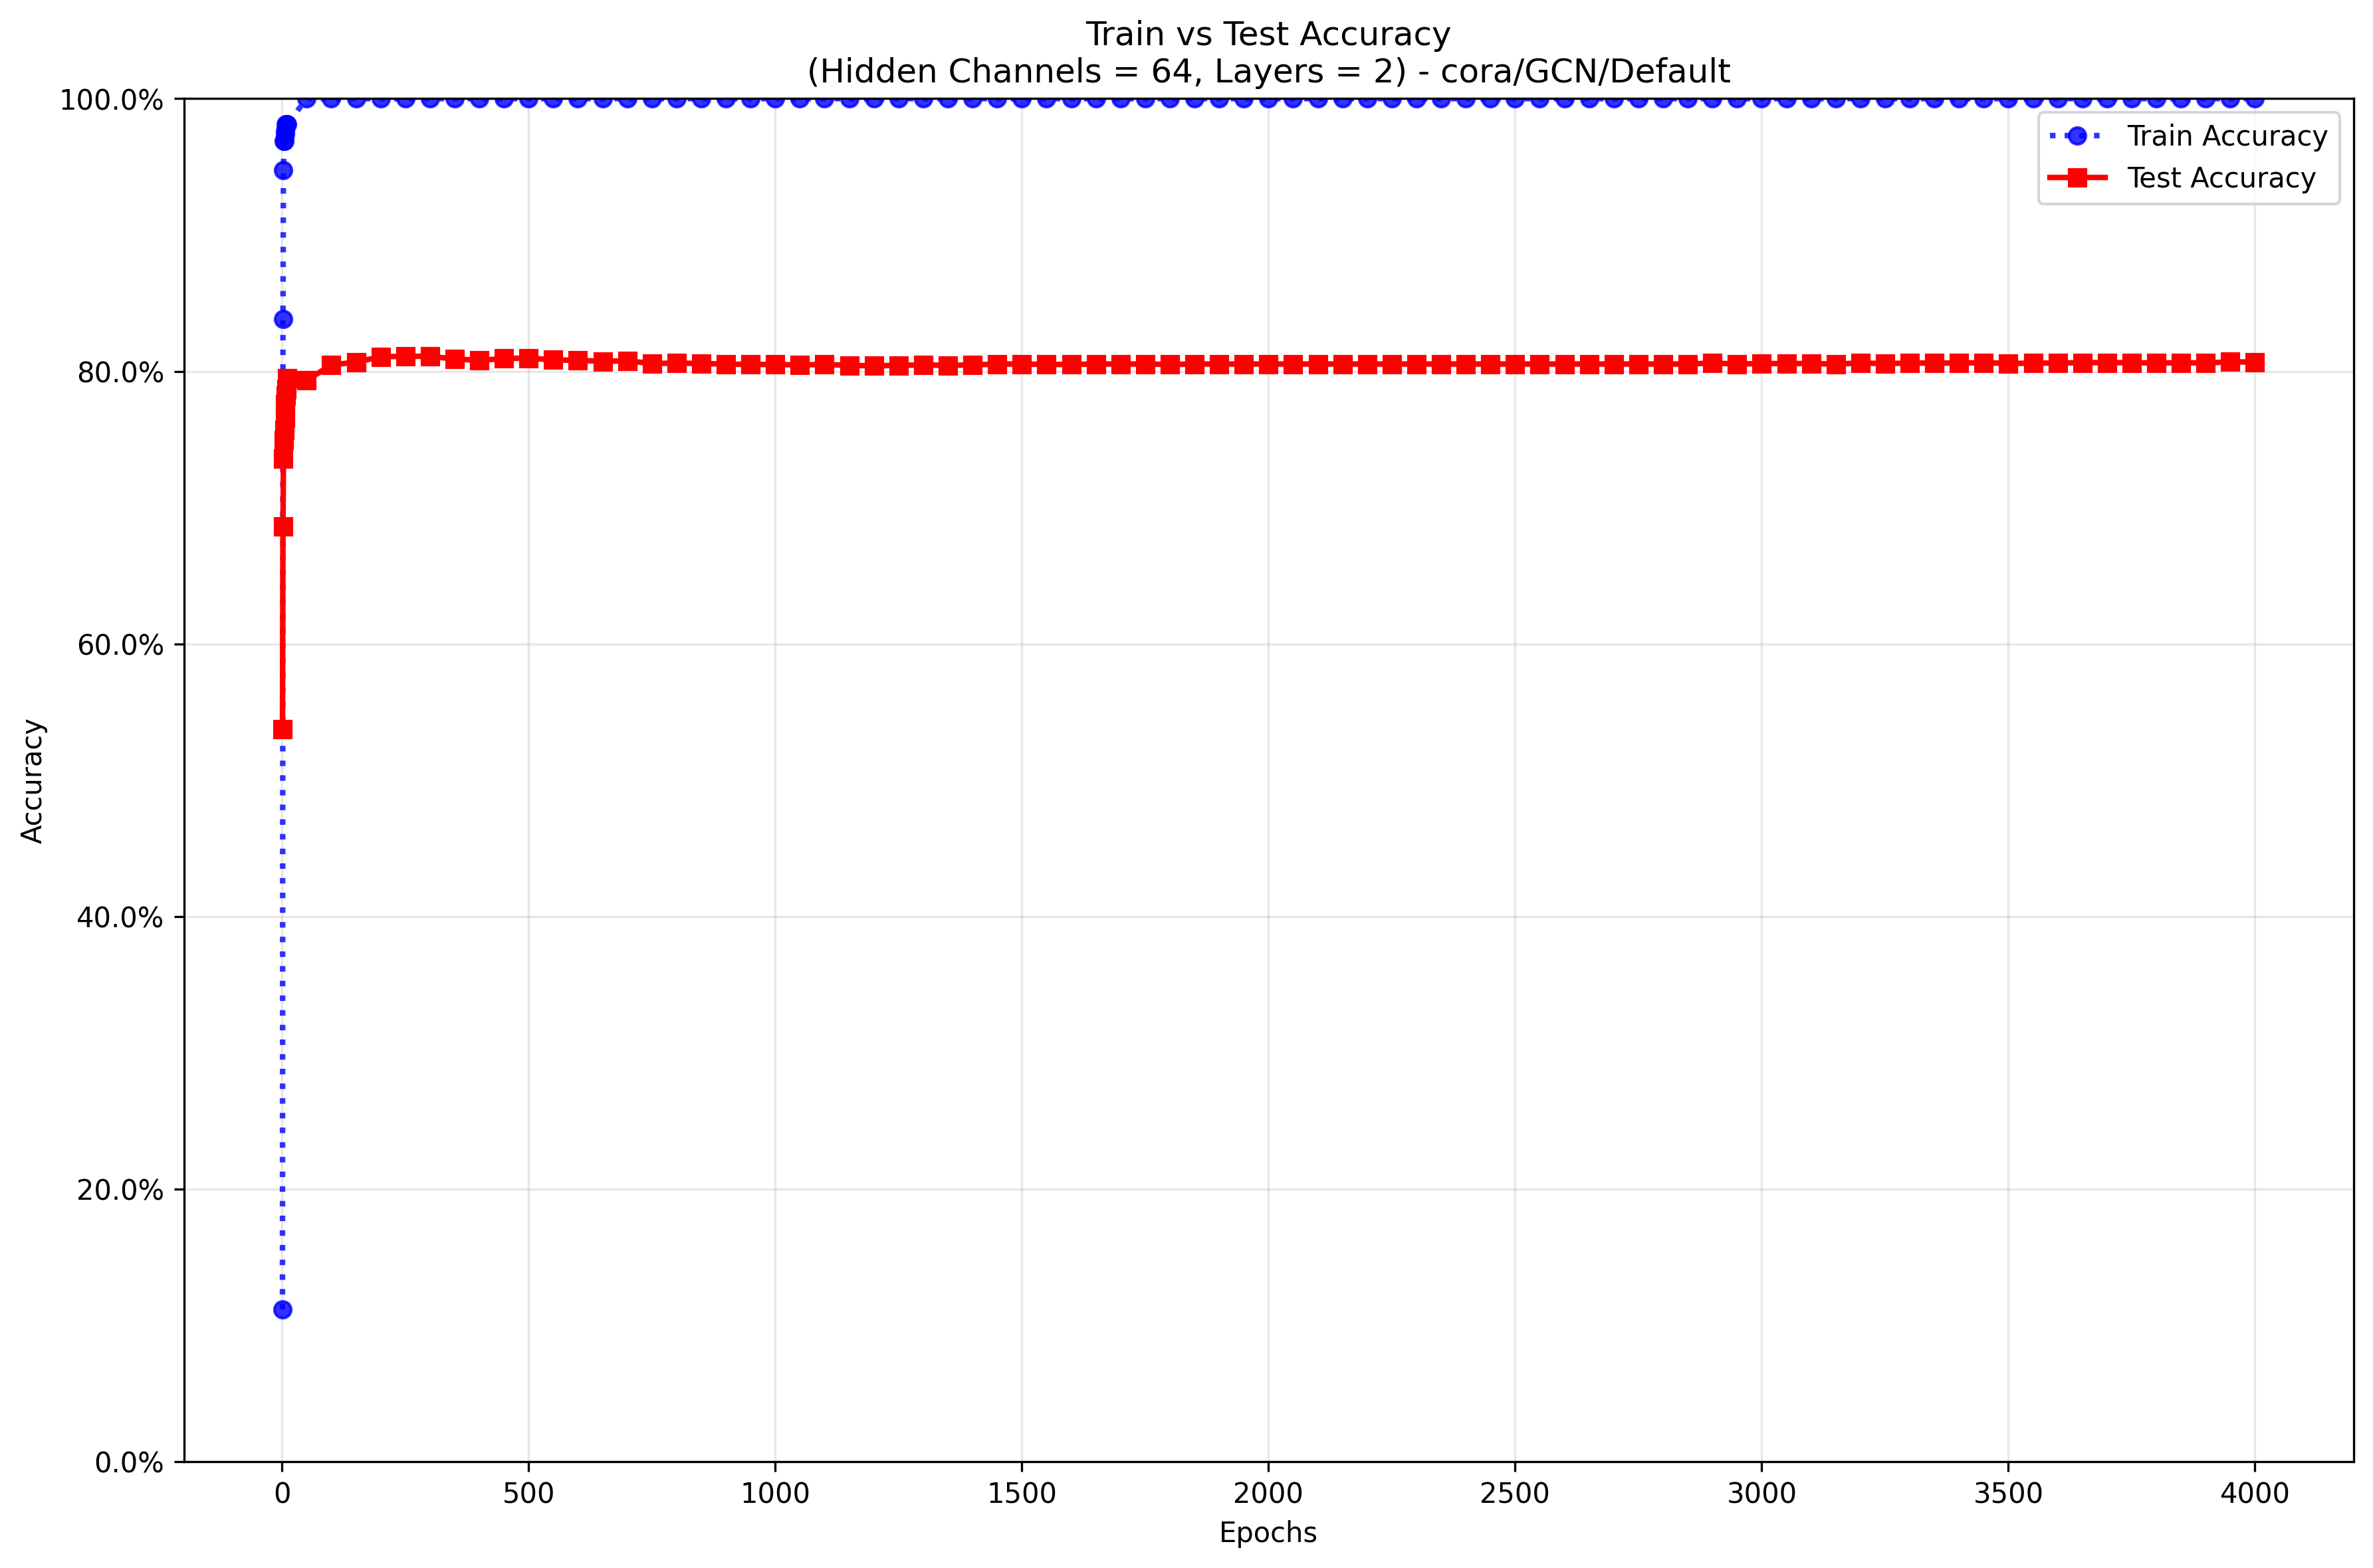 Train vs Test Accuracy
(Hidden Channels = 64, Layers = 2) - cora/GCN/Default
100.0%
80.0%
60.0%
40.0%
20.0%
0.0%
Accuracy
Train Accuracy
Test Accuracy
0
500
1000
1500
2000
2500
3000
3500
4000
Epochs